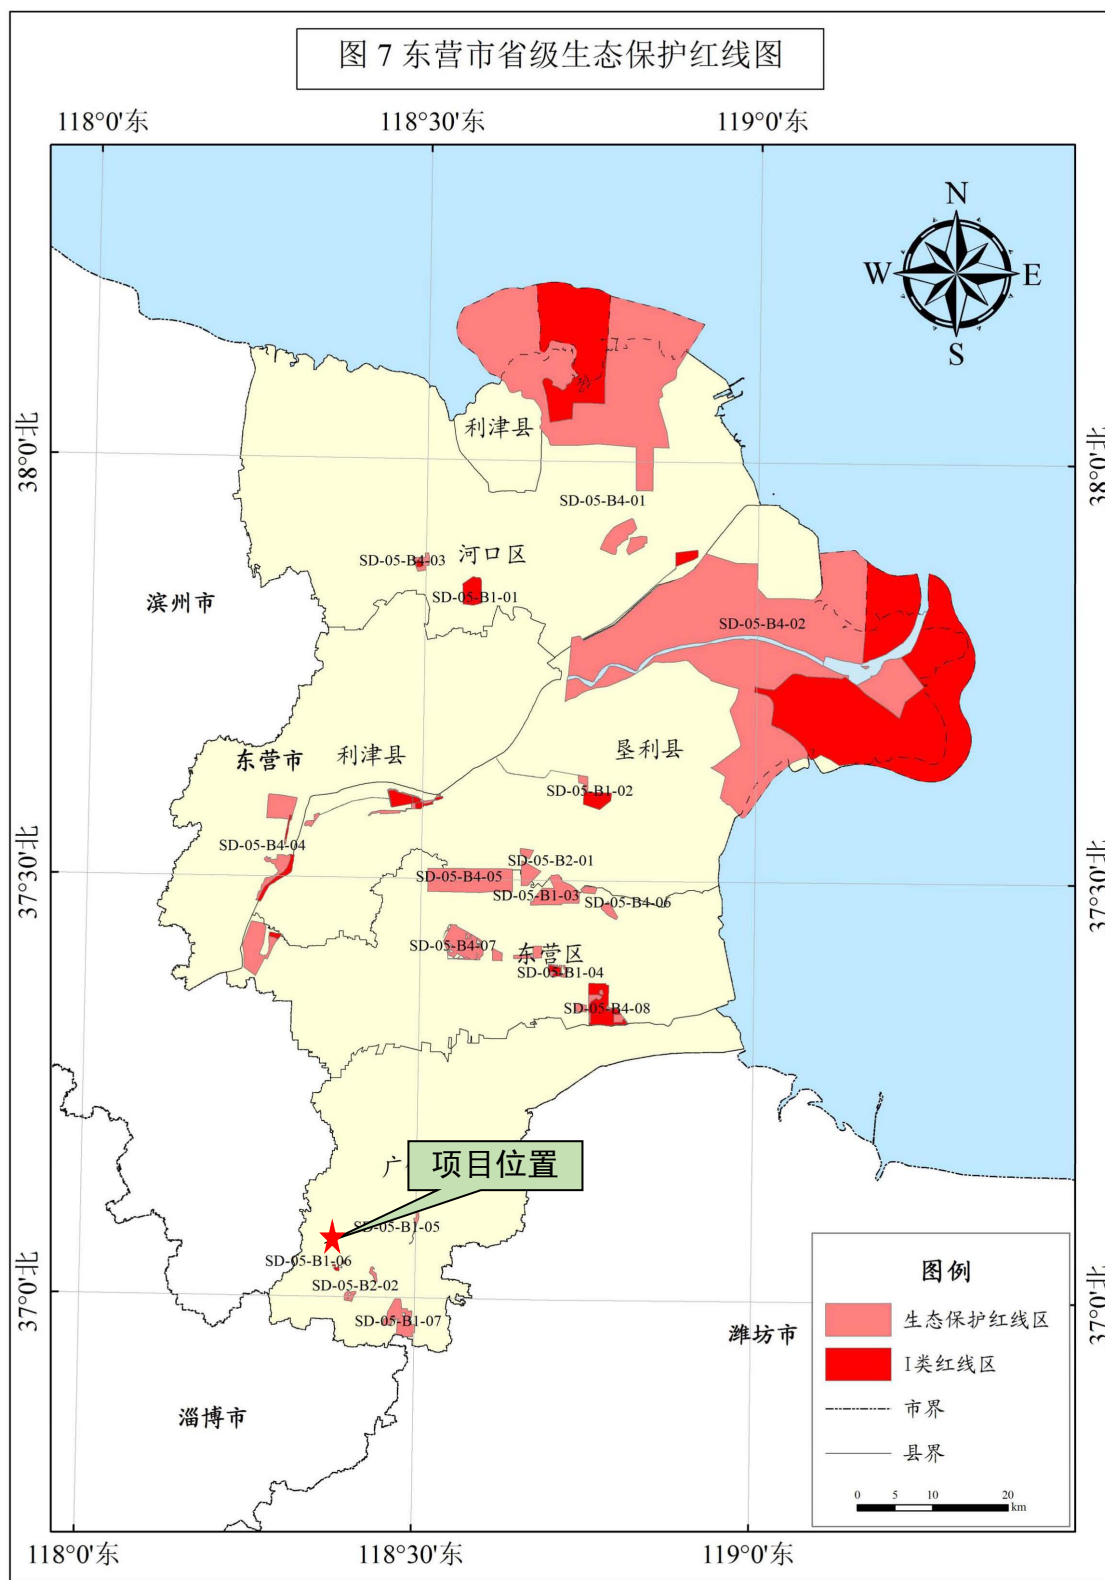 图 7 东营市省级生态保护红线图
118°0'东 118°30'东 119°0'东
N
W E
S
利津县
38°0'北 38°0'北
SD-05-B4-01
SD-05-B4-03 河口区
SD-05-B1-01
滨州市
SD-05-B4-02
东营市 利津县 垦利县
SD-05-B1-02
SD-05-B4-04
SD-05-B2-01
37°30'北 37°30'北
SD-05-B4-05
SD-05-B1-03
SD-05-B4-06
SD-05-B4-07 东营区
SD-05-B1-04
SD-05-B4-08
广
项目位置
SD-05-B1-05
SD-05-B1-06
SD-05-B2-02
37°0'北 37°0'北
SD-05-B1-07
潍坊市
淄博市
图例
生态保护红线区
I类红线区
市界
县界
0 5 10 20
km
118°0'东 118°30'东 119°0'东